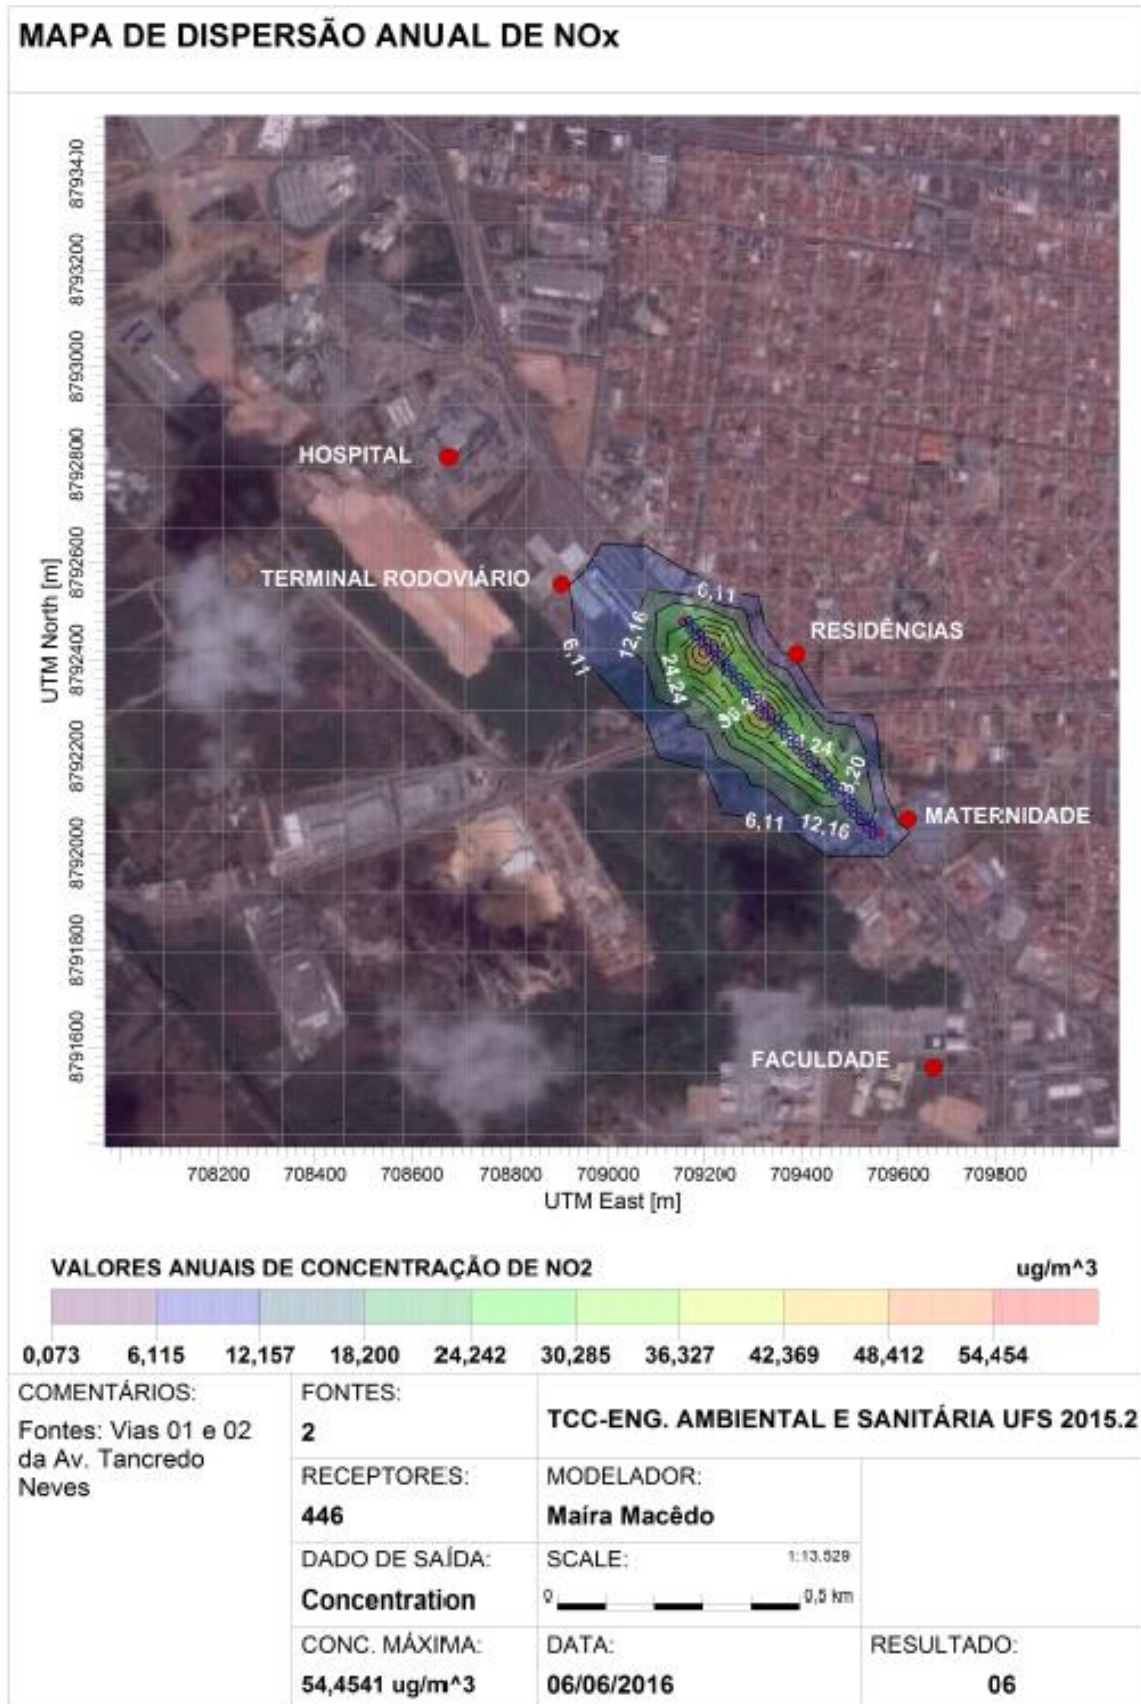 MAPA DE DISPERSÃO ANUAL DE NOx
UTM North [m]
8793400
8793200
8793000
8792800
8792600
8792400
8792200
8792000
8791800
8791600
HOSPITAL
TERMINAL RODOVIÁRIO
RESIDÊNCIAS
MATERNIDADE
FACULDADE
6,11
12,16
6,11
24,24
6,11
12,16
708200 708400 708600 708800 709000 709200 709400 709600 709800
UTM East [m]
VALORES ANUAIS DE CONCENTRAÇÃO DE NO2 ug/m^3
0,073 6,115 12,157 18,200 24,242 30,285 36,327 42,369 48,412 54,454
COMENTÁRIOS:
Fontes: Vias 01 e 02
da Av. Tancredo
Neves
FONTES:
2
TCC-ENG. AMBIENTAL E SANITÁRIA UFS 2015.2
RECEPTORES:
446
MODELADOR:
Maíra Macêdo
DADO DE SAÍDA:
Concentration
SCALE: 1:13.529
0 0,5 km
CONC. MÁXIMA:
54,4541 ug/m^3
DATA:
06/06/2016
RESULTADO:
06